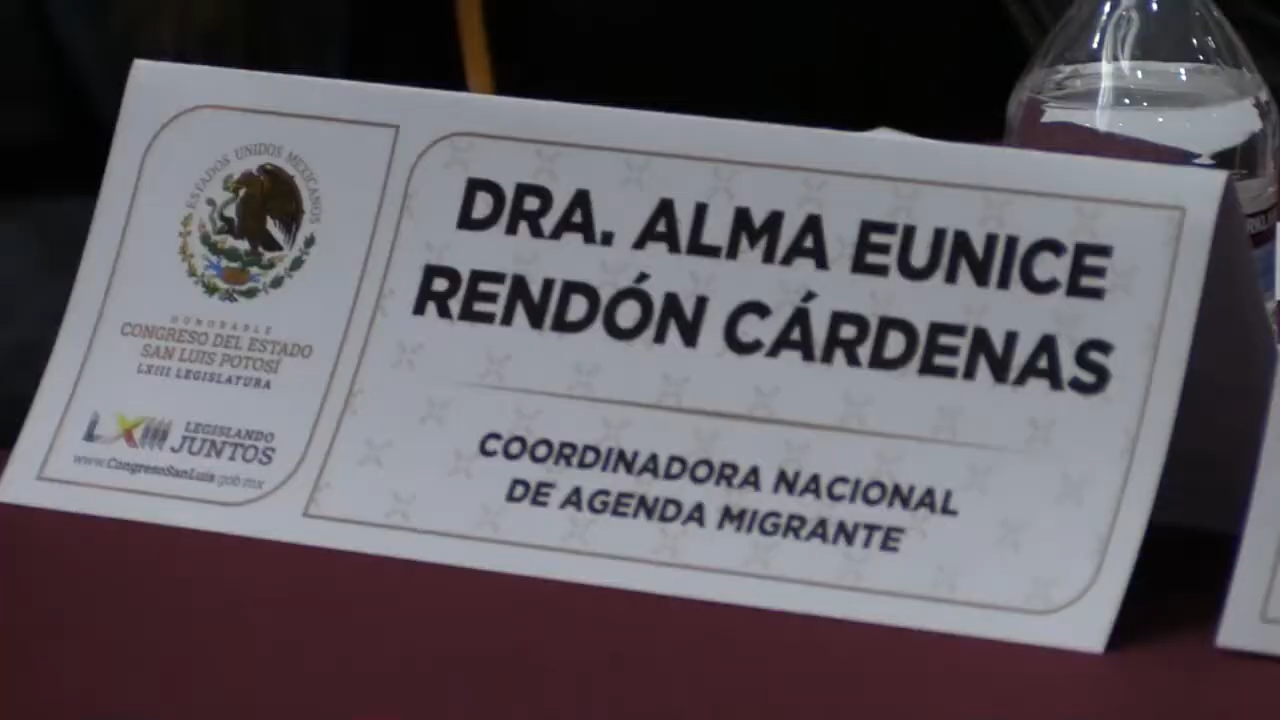 ESTADOS UNIDOS MEXICANOS
HONORABLE
CONGRESO DEL ESTADO
SAN LUIS POTOSÍ
LXIII LEGISLATURA
LXIII LEGISLANDO
JUNTOS
www.CongresoSanLuis.gob.mx
DRA. ALMA EUNICE
RENDÓN CÁRDENAS
COORDINADORA NACIONAL
DE AGENDA MIGRANTE